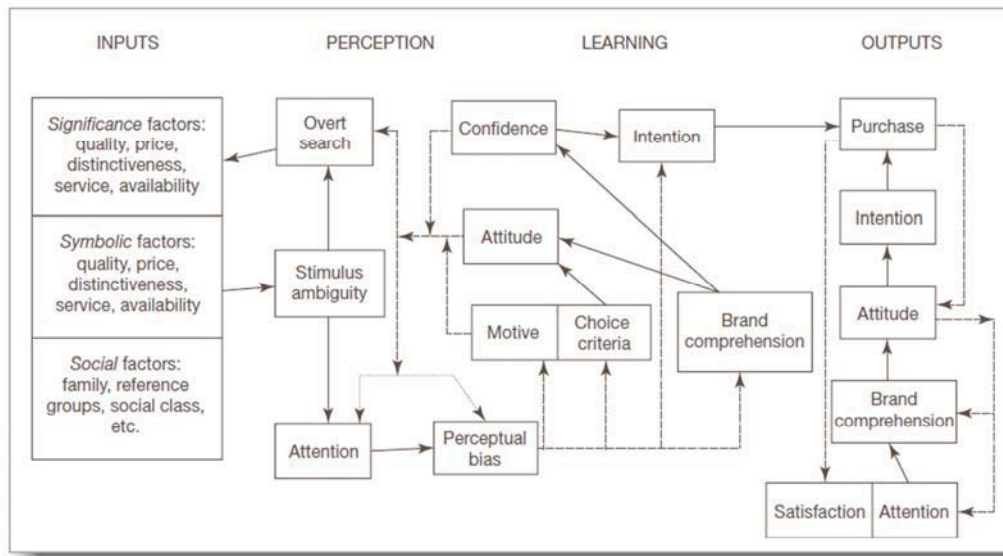 INPUTS
PERCEPTION
LEARNING
OUTPUTS
Significance factors:
quality, price,
distinctiveness,
service, availability
Symbolic factors:
quality, price,
distinctiveness,
service, availability
Social factors:
family, reference
groups, social class,
etc.
Overt
search
Stimulus
ambiguity
Attention
Perceptual
bias
Confidence
Attitude
Motive
Choice
criteria
Intention
Brand
comprehension
Purchase
Intention
Attitude
Brand
comprehension
Satisfaction
Attention